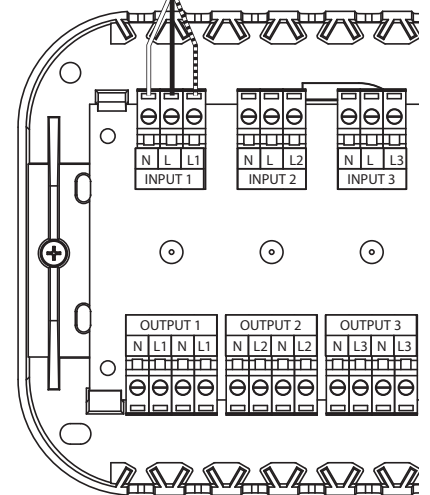 N L L1 N L L2 N L L3
INPUT 1 INPUT 2 INPUT 3
OUTPUT 1 OUTPUT 2 OUTPUT 3
N L1 N L1 N L2 N L2 N L3 N L3